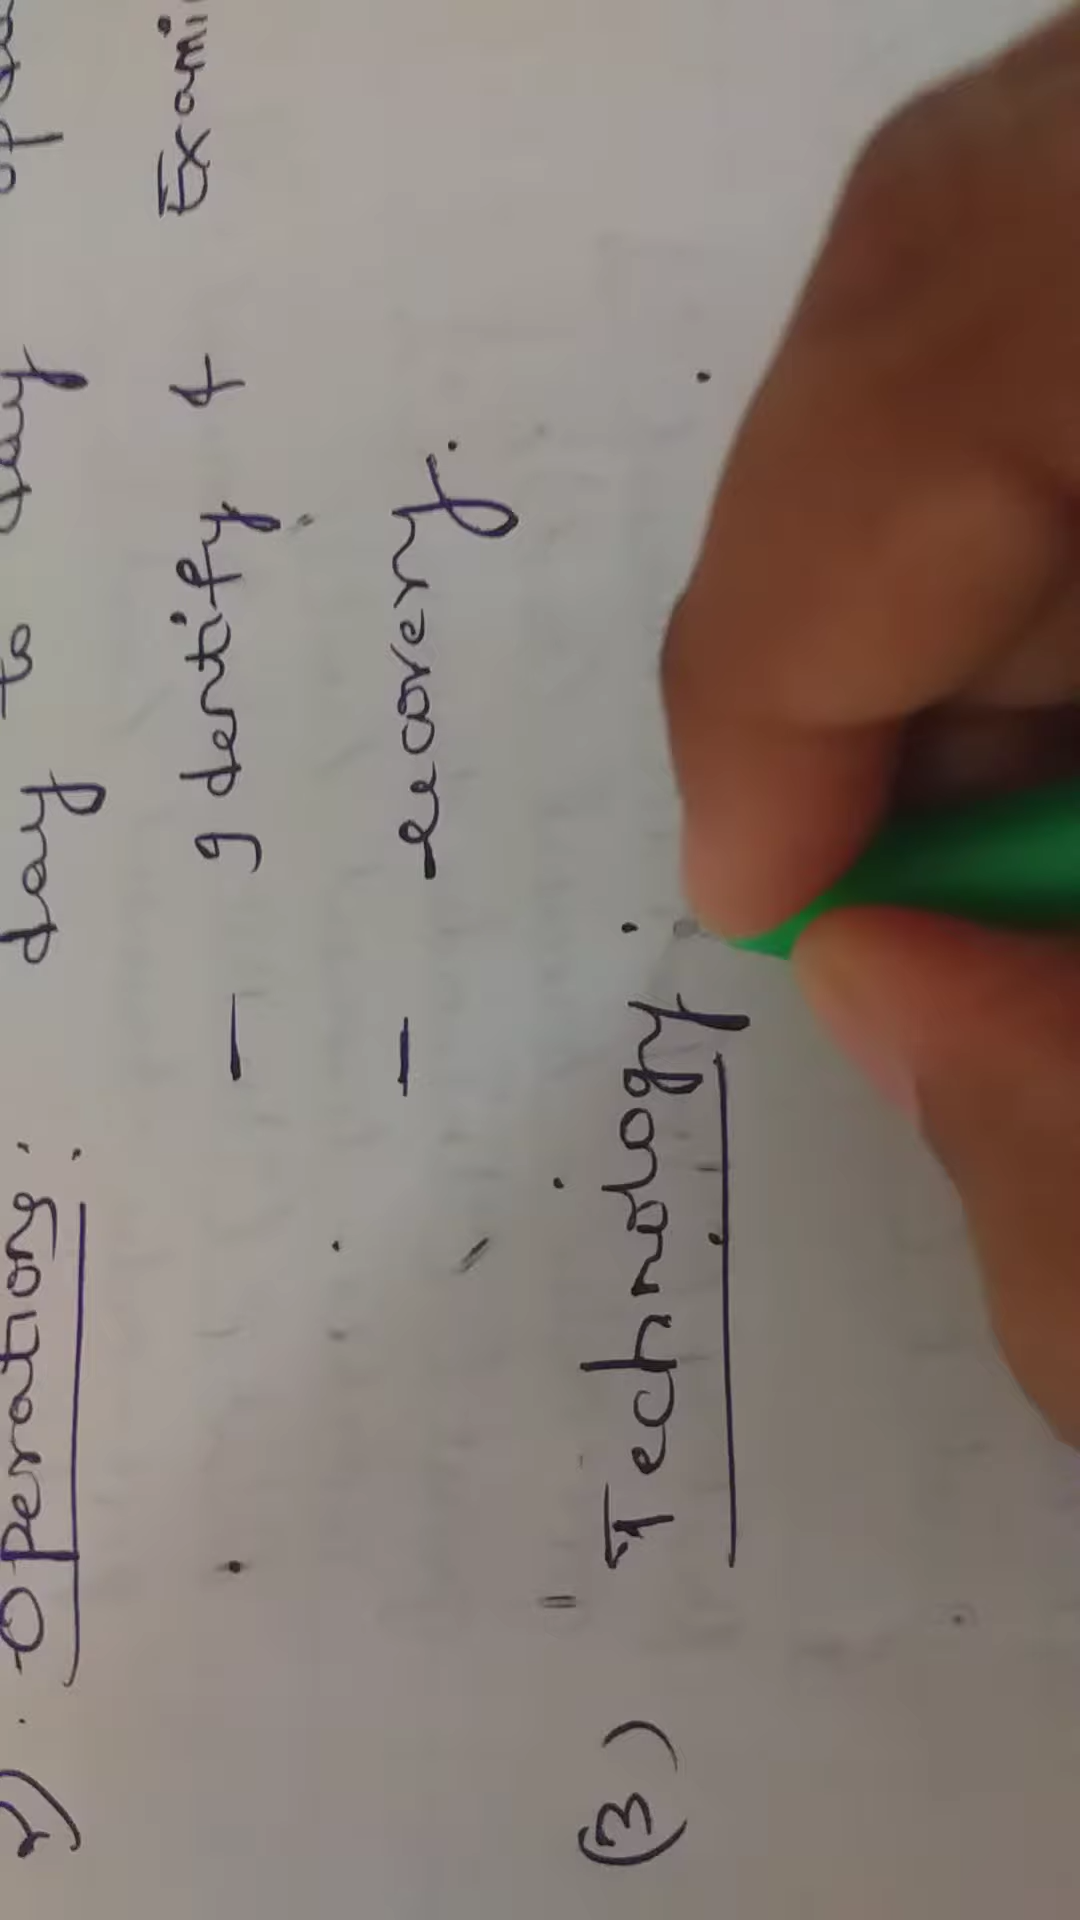 2). Operations: day to day
- Identify & Exami
- recovery.
(3) Technology: